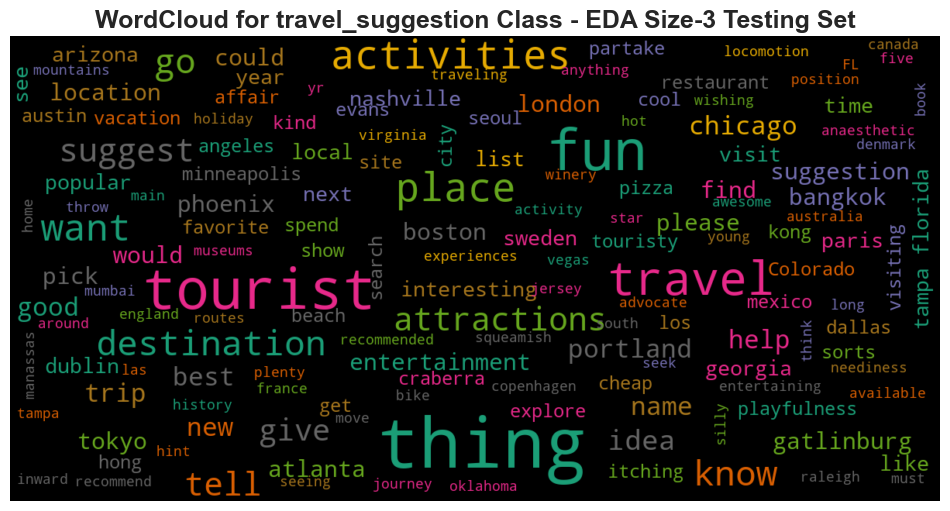 WordCloud for travel_suggestion Class - EDA Size-3 Testing Set
arizona go could activities partake locomotion canada
see mountains year traveling anything FL five
location affair yr nashville london cool wishing restaurant position book
austin vacation holiday kind evans seoul hot time
virginia city fun chicago anaesthetic
suggest angeles local site list visit denmark
popular minneapolis next place winery pizza find suggestion
throw main phoenix activity awesome bangkok
home want favorite spend boston star please australia tampa florida
would museums show search experiences sweden touristy young kong paris visiting
pick tourist interesting vegas travel Colorado
good mumbai beach jersey advocate mexico long
around england routes attractions south los dallas
destination recommended squeamish help think
manassas dublin las best entertainment portland seek georgia sorts neediness
trip plenty france craberra copenhagen cheap entertaining available
tampa history get bike explore name silly playfulness
new give move thing idea
tokyo hint gatlinburg
hong atlanta itching know like
inward recommend tell seeing journey oklahoma raleigh must